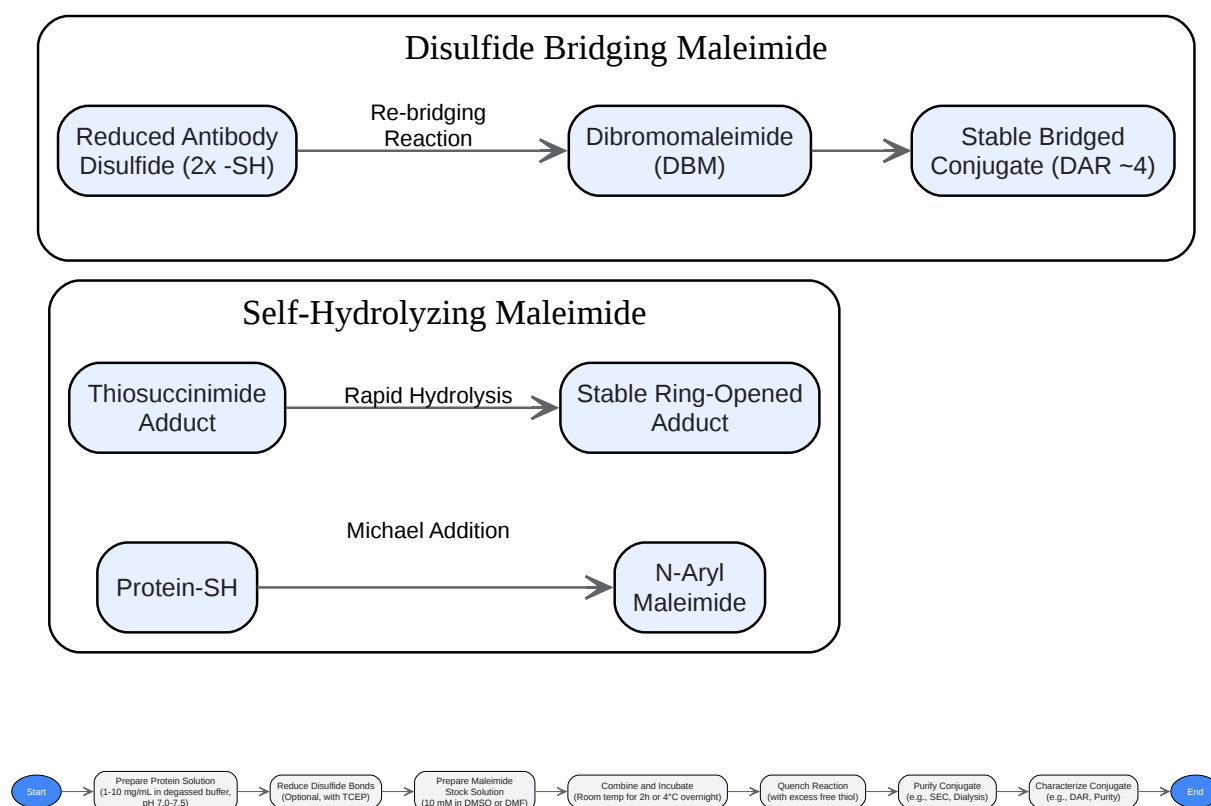 Disulfide Bridging Maleimide
Reduced Antibody
Disulfide (2x -SH)
Re-bridging
Reaction
Dibromomaleimide
(DBM)
Stable Bridged
Conjugate (DAR ~4)
Self-Hydrolyzing Maleimide
Thiosuccinimide
Adduct
Rapid Hydrolysis
Stable Ring-Opened
Adduct
Michael Addition
Protein-SH
N-Aryl
Maleimide
Start
Prepare Protein Solution
(1-10 mg/mL in degassed buffer,
pH 7.0-7.5)
Reduce Disulfide Bonds
(Optional, with TCEP)
Prepare Maleimide
Stock Solution
(10 mM in DMSO or DMF)
Combine and Incubate
(Room temp for 2h or 4°C overnight)
Quench Reaction
(with excess free thiol)
Purify Conjugate
(e.g., SEC, Dialysis)
Characterize Conjugate
(e.g., DAR, Purity)
End